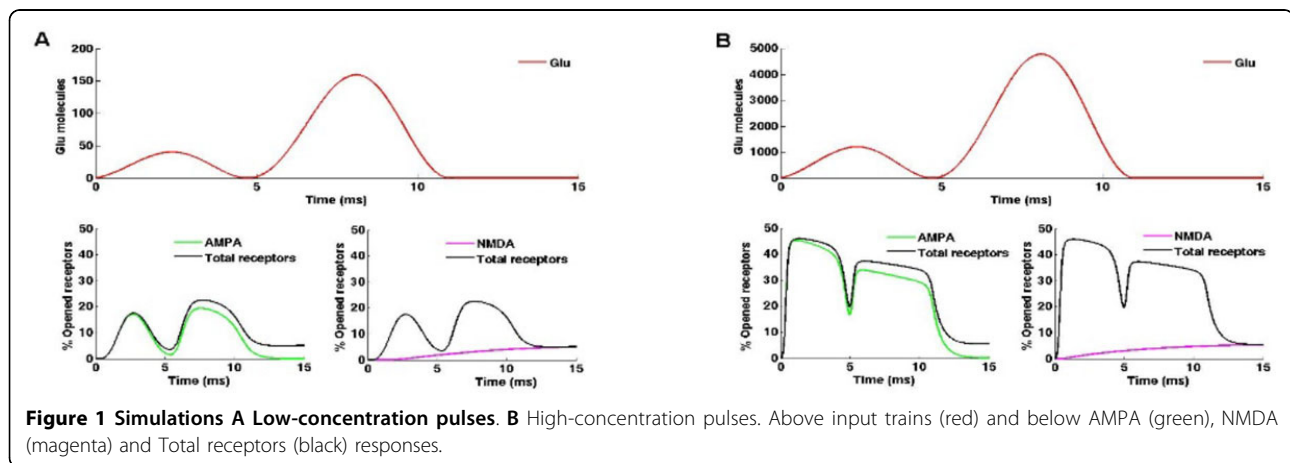 A
200
150
100
50
0
Glu molecules
Glu
0 5 10 15
Time (ms)
B
5000
4000
3000
2000
1000
0
Glu molecules
Glu
0 5 10 15
Time (ms)
50
40
30
20
10
0
% Opened receptors
AMPA
Total receptors
0 5 10 15
Time (ms)
50
40
30
20
10
0
% Opened receptors
NMDA
Total receptors
0 5 10 15
Time (ms)
50
40
30
20
10
0
% Opened receptors
AMPA
Total receptors
0 5 10 15
Time (ms)
50
40
30
20
10
0
% Opened receptors
NMDA
Total receptors
0 5 10 15
Time (ms)
Figure 1 Simulations A Low-concentration pulses. B High-concentration pulses. Above input trains (red) and below AMPA (green), NMDA
(magenta) and Total receptors (black) responses.